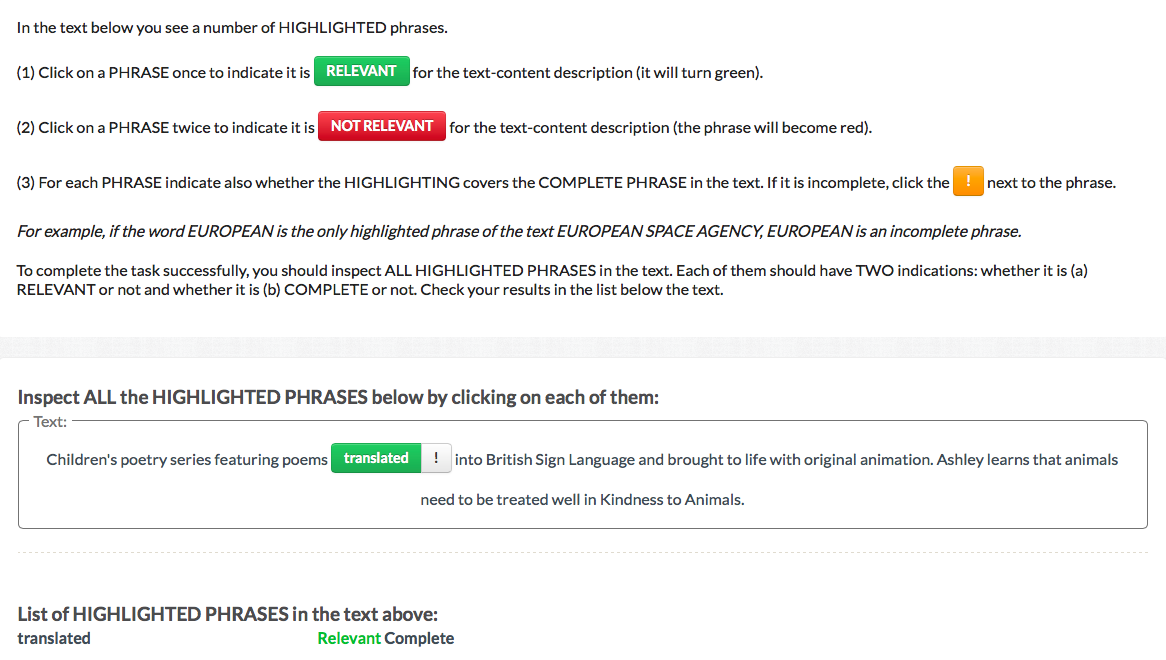 In the text below you see a number of HIGHLIGHTED phrases.
(1) Click on a PHRASE once to indicate it is RELEVANT for the text-content description (it will turn green).
(2) Click on a PHRASE twice to indicate it is NOT RELEVANT for the text-content description (the phrase will become red).
(3) For each PHRASE indicate also whether the HIGHLIGHTING covers the COMPLETE PHRASE in the text. If it is incomplete, click the ! next to the phrase.
For example, if the word EUROPEAN is the only highlighted phrase of the text EUROPEAN SPACE AGENCY, EUROPEAN is an incomplete phrase.
To complete the task successfully, you should inspect ALL HIGHLIGHTED PHRASES in the text. Each of them should have TWO indications: whether it is (a)
RELEVANT or not and whether it is (b) COMPLETE or not. Check your results in the list below the text.
Inspect ALL the HIGHLIGHTED PHRASES below by clicking on each of them:
Text:
Children's poetry series featuring poems translated ! into British Sign Language and brought to life with original animation. Ashley learns that animals
need to be treated well in Kindness to Animals.
List of HIGHLIGHTED PHRASES in the text above:
translated Relevant Complete